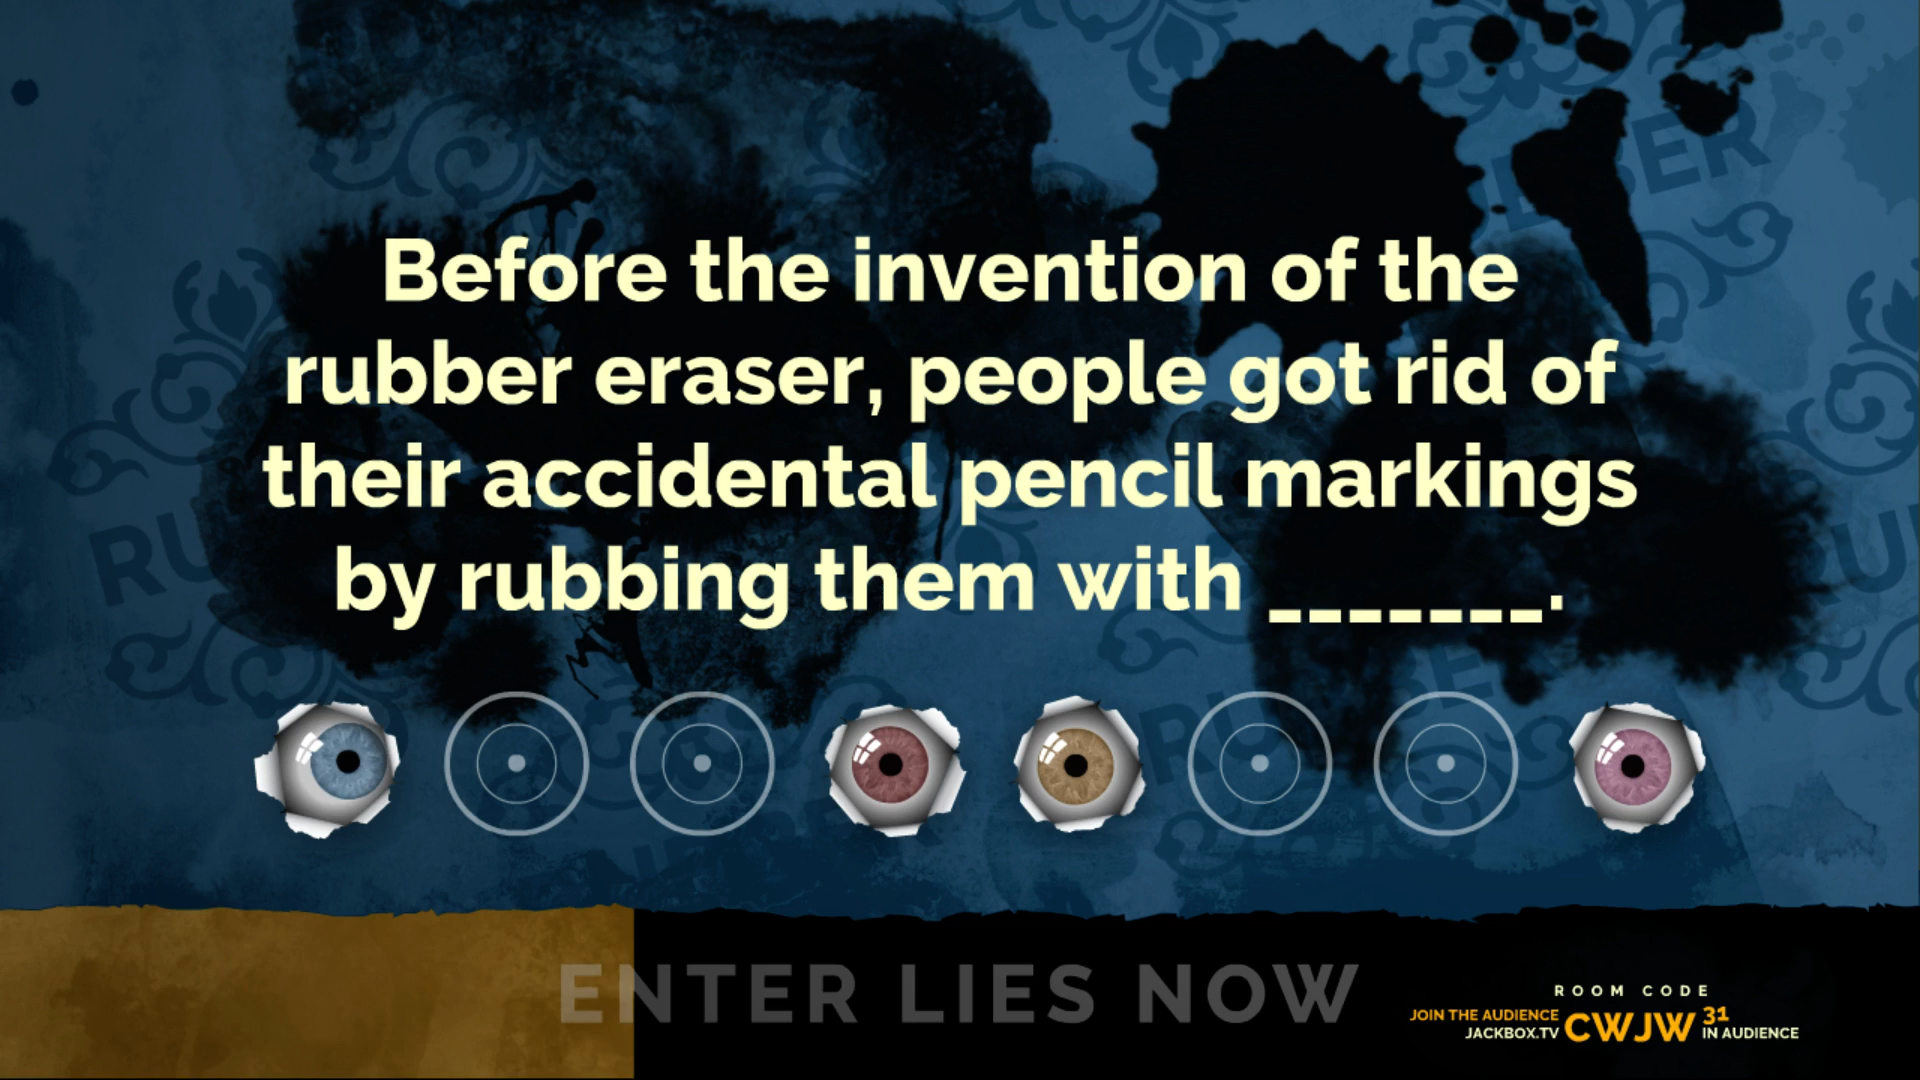 Before the invention of the
rubber eraser, people got rid of
their accidental pencil markings
by rubbing them with _______.
ENTER LIES NOW
ROOM CODE
JOIN THE AUDIENCE
JACKBOX.TV
CWJW
31
IN AUDIENCE